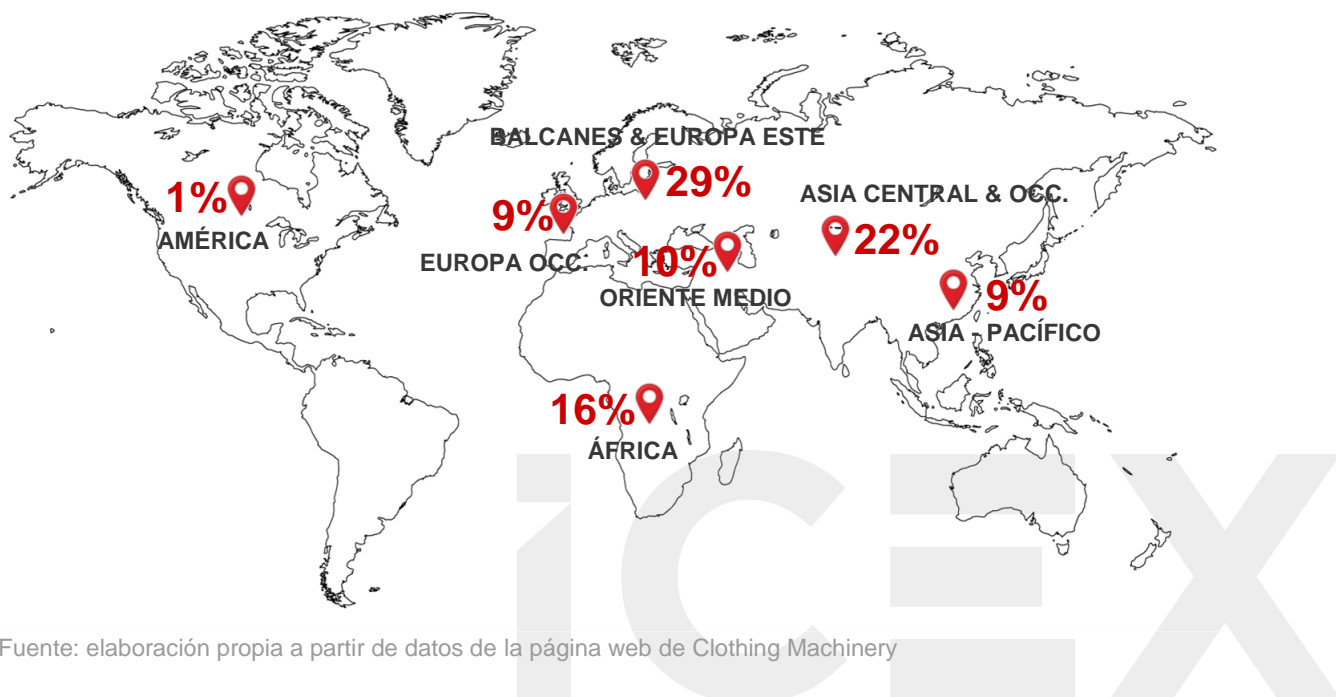 BALCANES & EUROPA ESTE
29%
1%
AMÉRICA
ASIA CENTRAL & OCC.
22%
9%
EUROPA OCC.
10%
ORIENTE MEDIO
9%
ASIA - PACÍFICO
16%
ÁFRICA
iCEX
Fuente: elaboración propia a partir de datos de la página web de Clothing Machinery